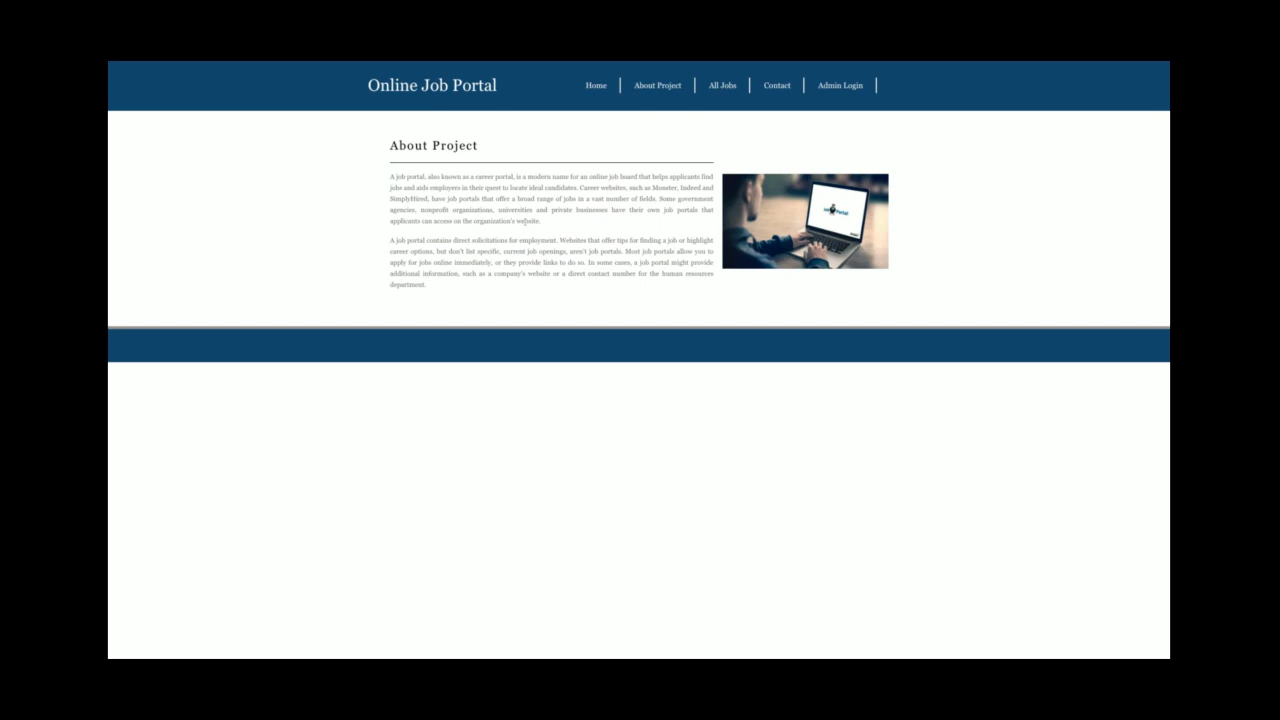 Online Job Portal
Home
About Project
All Jobs
Contact
Admin Login
About Project
A job portal, also known as a career portal, is a modern name for an online job board that helps applicants find
jobs and aids employers in their quest to locate ideal candidates. Career websites, such as Monster, Indeed and
SimplyHired, have job portals that offer a broad range of jobs in a vast number of fields. Some government
agencies, nonprofit organizations, universities and private businesses have their own job portals that
applicants can access on the organization's website.
A job portal contains direct solicitations for employment. Websites that offer tips for finding a job or highlight
career options, but don't list specific, current job openings, aren't job portals. Most job portals allow you to
apply for jobs online immediately, or they provide links to do so. In some cases, a job portal might provide
additional information, such as a company's website or a direct contact number for the human resources
department.
Portal